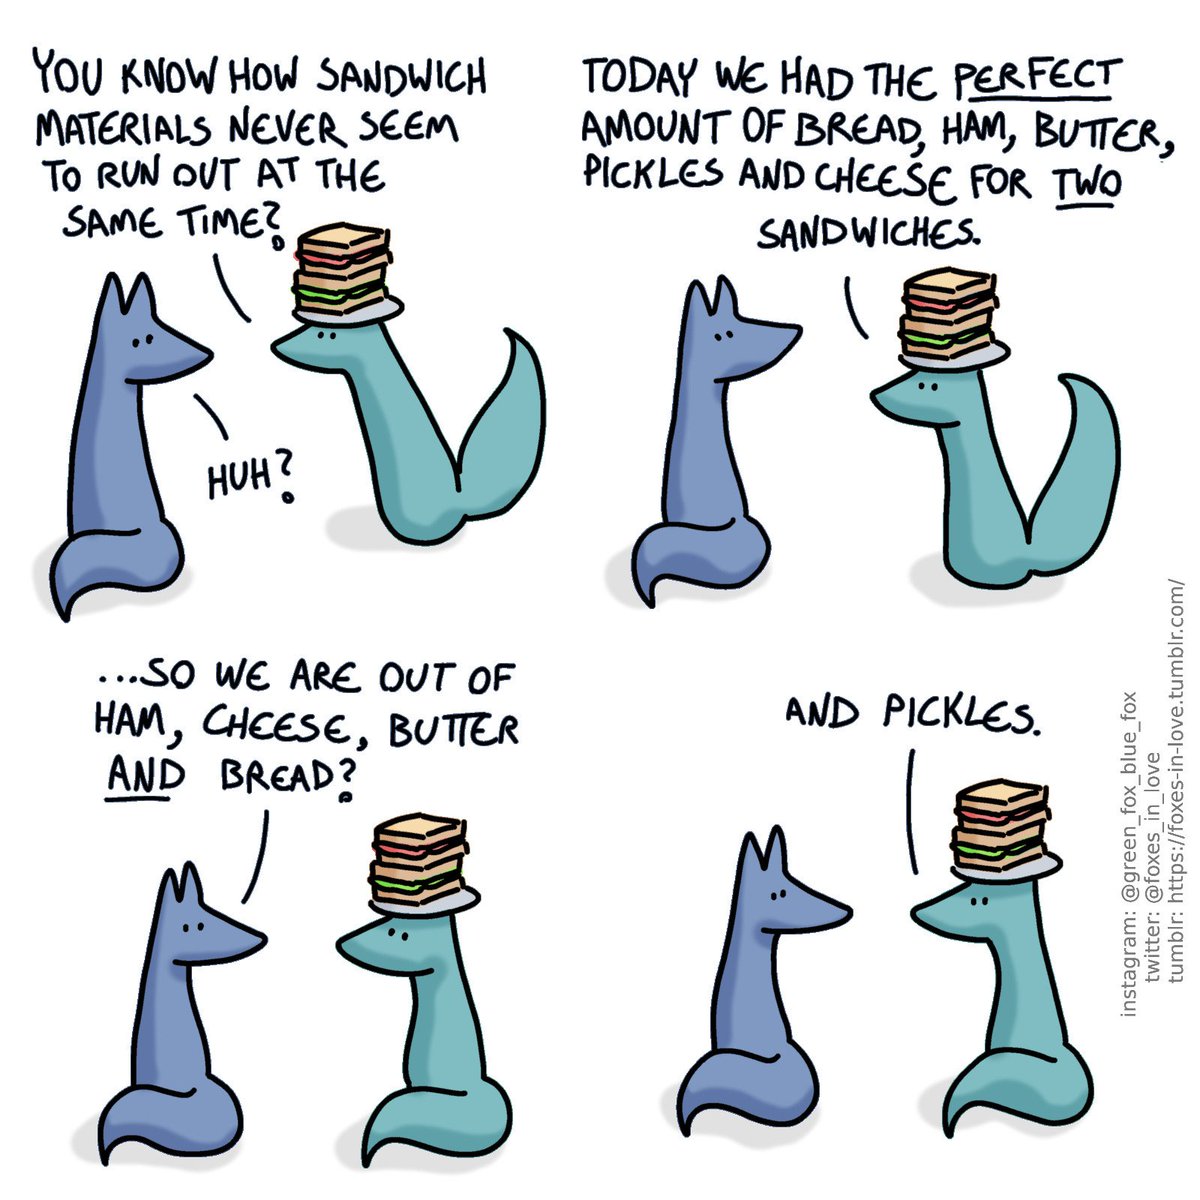 YOU KNOW HOW SANDWICH
MATERIALS NEVER SEEM
TO RUN OUT AT THE
SAME TIME?
HUH?
TODAY WE HAD THE PERFECT
AMOUNT OF BREAD, HAM, BUTTER,
PICKLES AND CHEESE FOR TWO
SANDWICHES.
...SO WE ARE OUT OF
HAM, CHEESE, BUTTER
AND BREAD?
AND PICKLES.
instagram: @green_fox_blue_fox
twitter: @foxes_in_love
tumblr: https://foxes-in-love.tumblr.com/